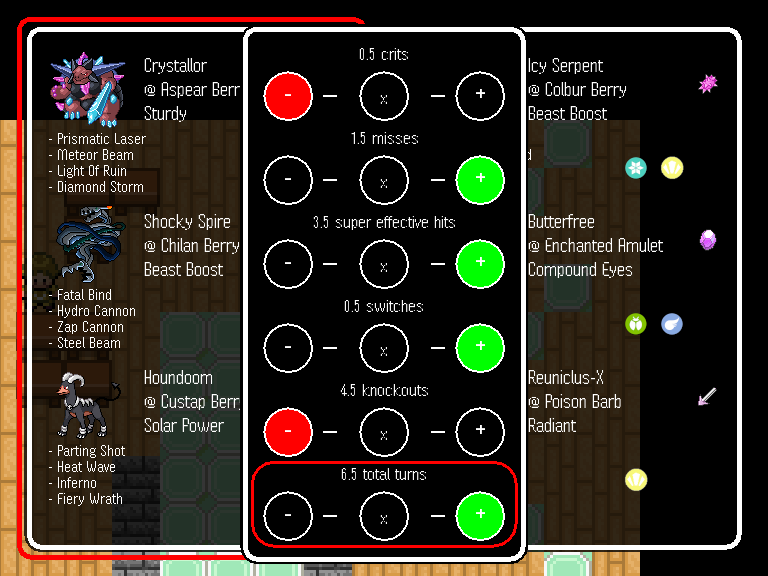 Crystallor
@ Aspear Berr
Sturdy
- Prismatic Laser
- Meteor Beam
- Light Of Ruin
- Diamond Storm
Shocky Spire
@ Chilan Berry
Beast Boost
- Fatal Bind
- Hydro Cannon
- Zap Cannon
- Steel Beam
Houndoom
@ Custap Berry
Solar Power
- Parting Shot
- Heat Wave
- Inferno
- Fiery Wrath
0.5 crits
- x +
1.5 misses
- x +
3.5 super effective hits
- x +
0.5 switches
- x +
4.5 knockouts
- x +
6.5 total turns
- x +
Icy Serpent
@ Colbur Berry
Beast Boost
d
Butterfree
@ Enchanted Amulet
Compound Eyes
Reuniclus-X
@ Poison Barb
Radiant